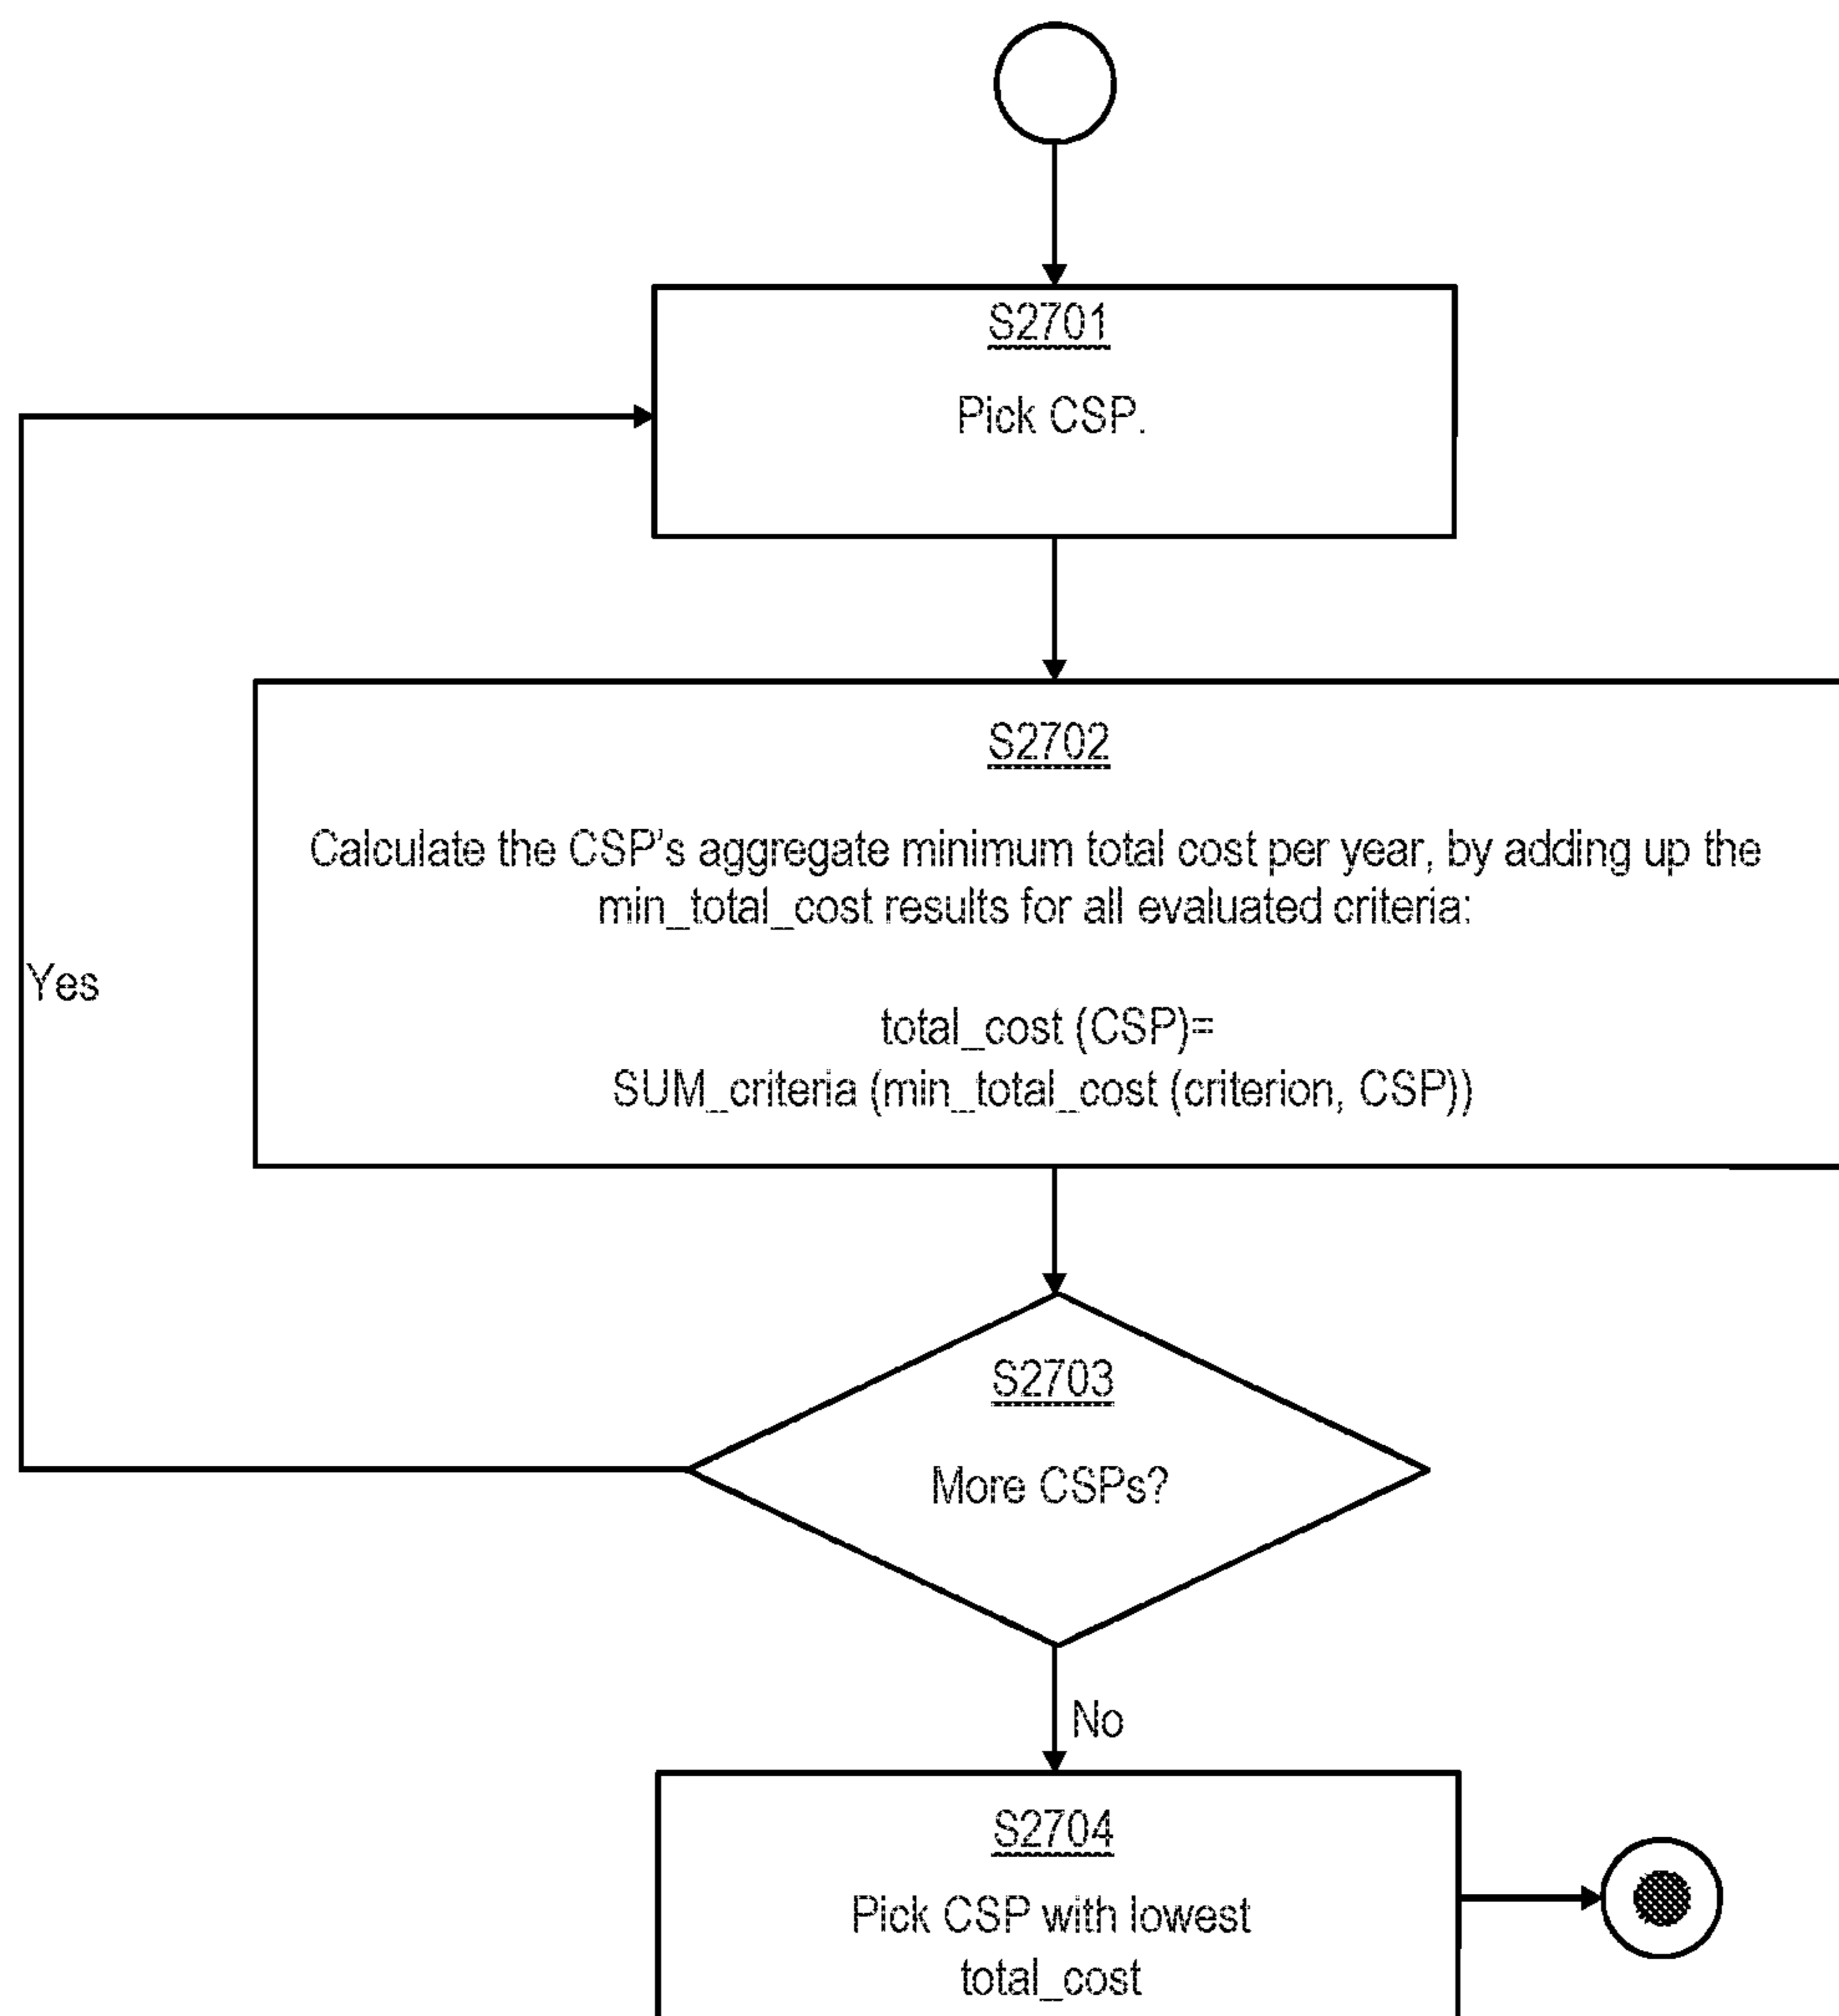 S2701
Pick CSP.
S2702
Calculate the CSP's aggregate minimum total cost per year, by adding up the
min_total_cost results for all evaluated criteria:
total_cost (CSP)=
SUM_criteria (min_total_cost (criterion, CSP))
Yes
S2703
More CSPs?
No
S2704
Pick CSP with lowest
total_cost